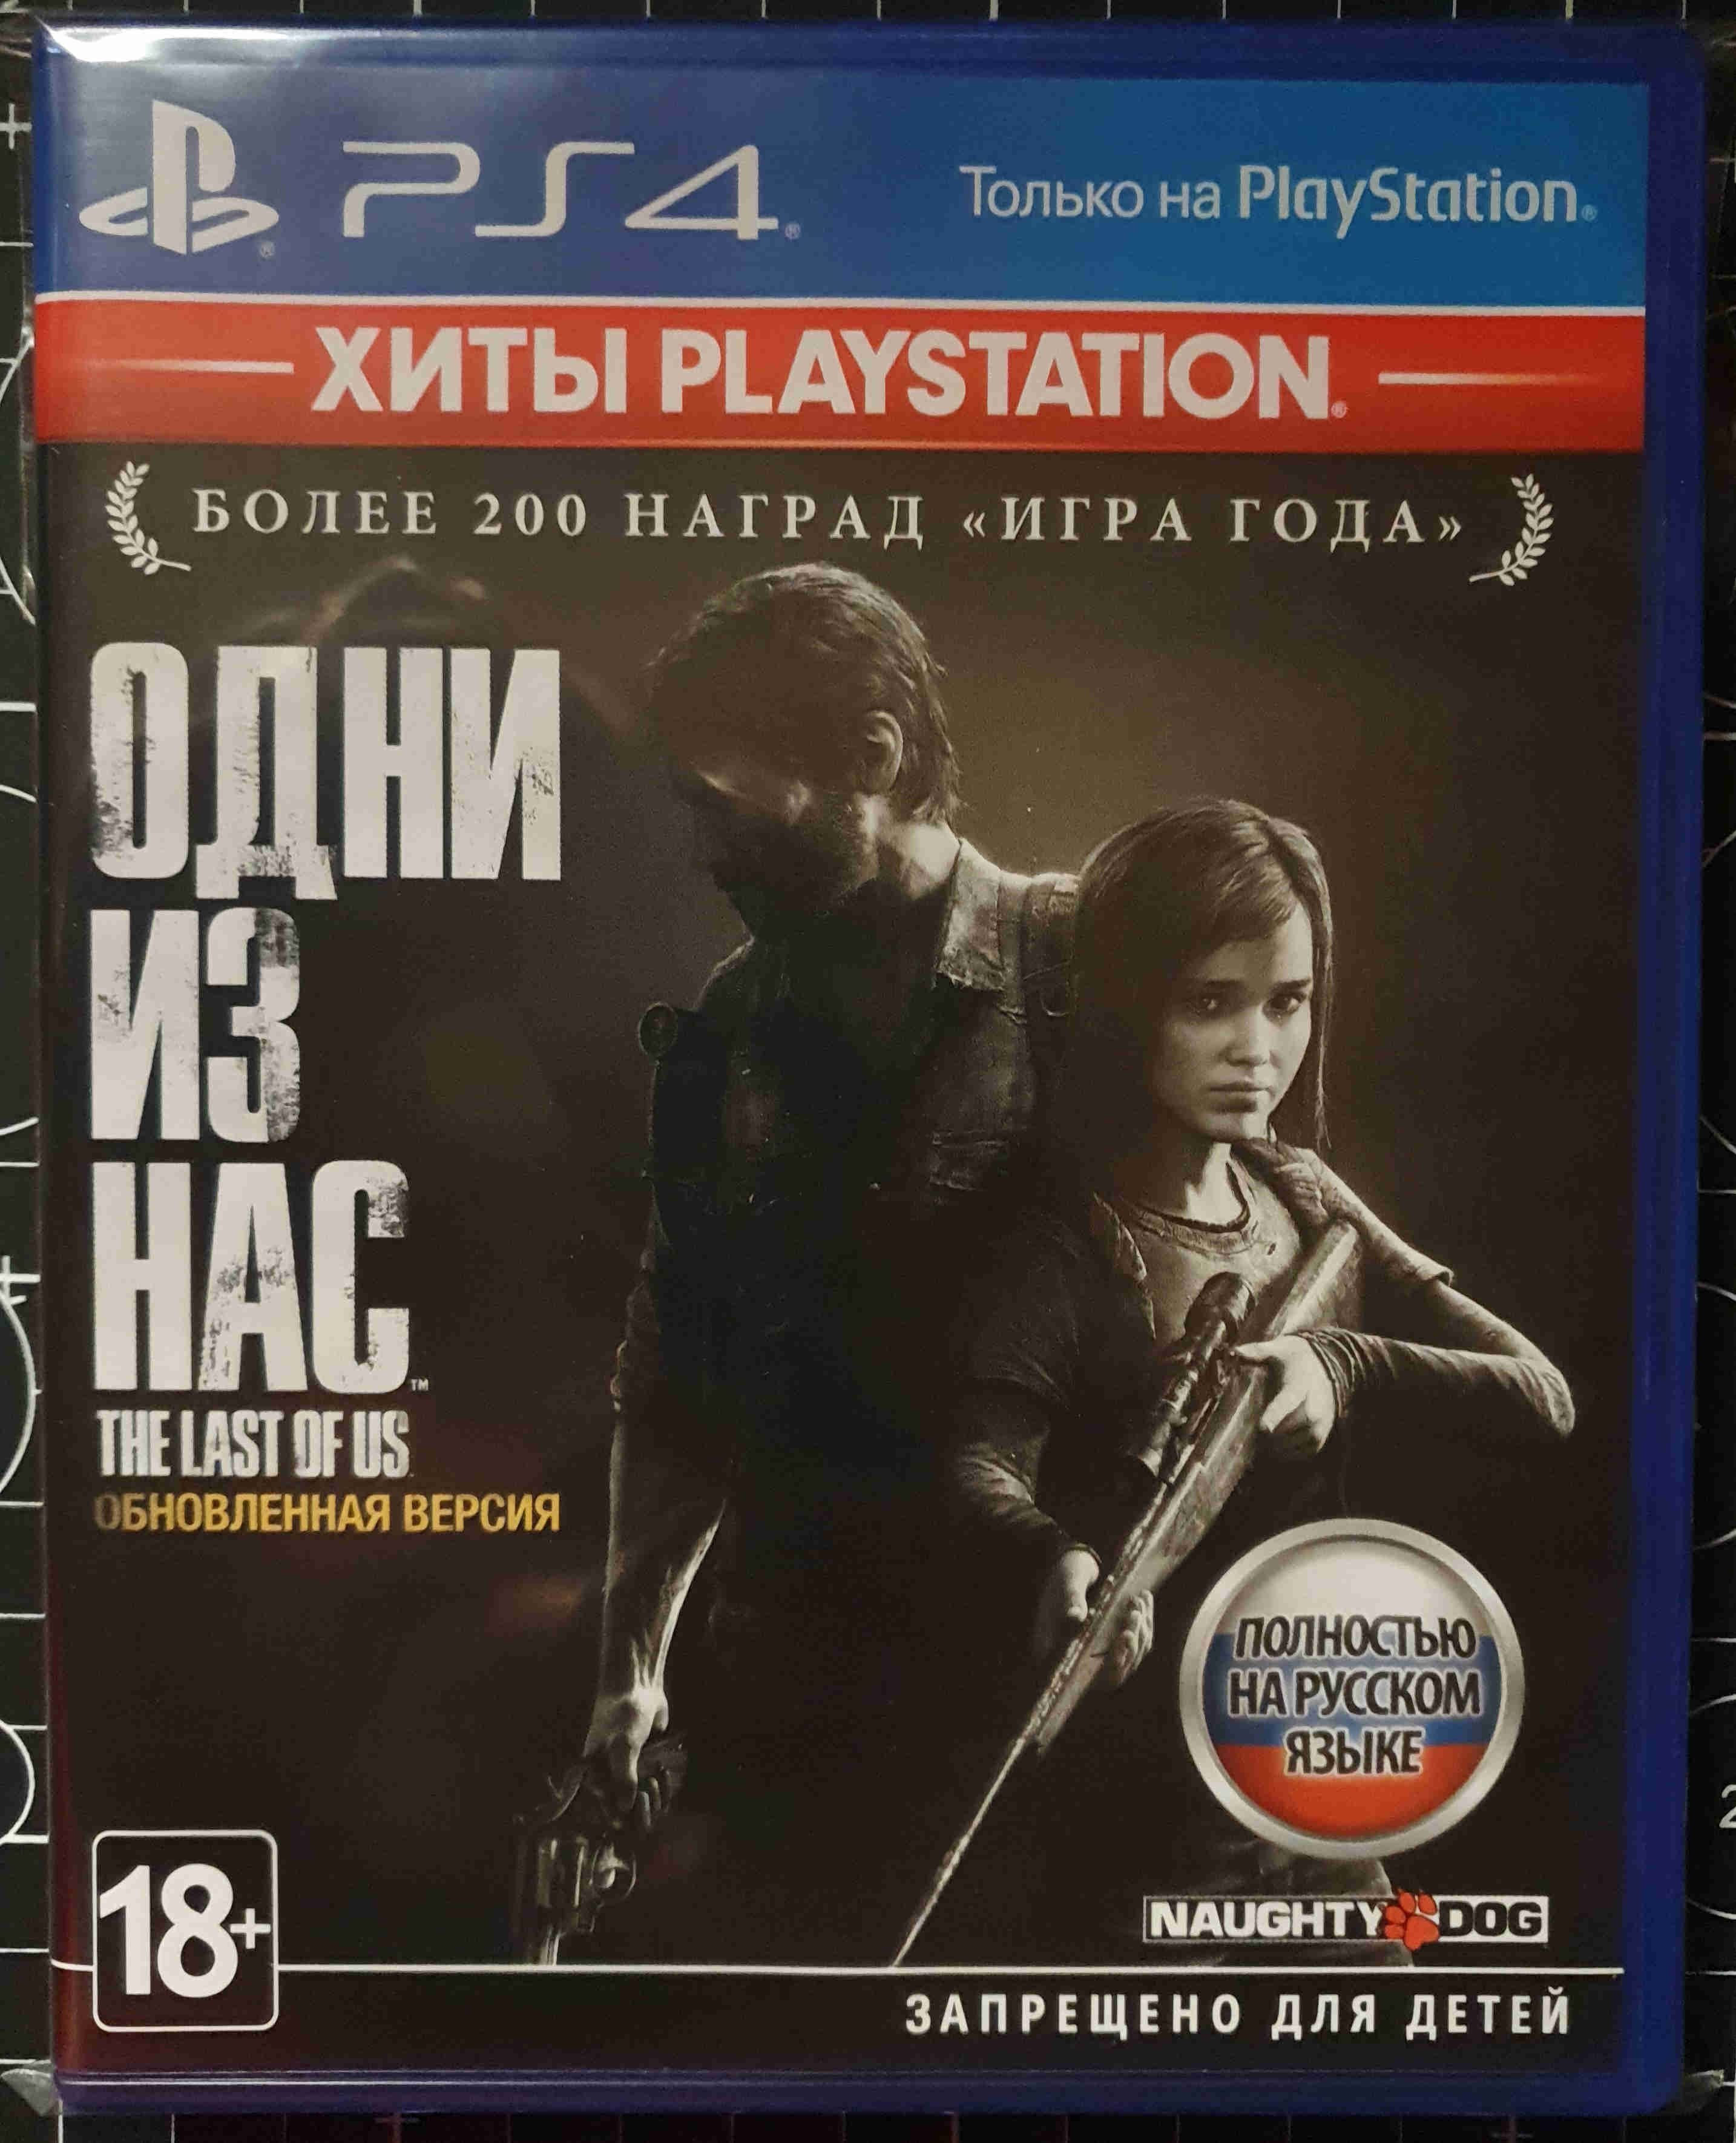 PS4
Только на PlayStation
ХИТЫ PLAYSTATION
БОЛЕЕ 200 НАГРАД «ИГРА ГОДА»
ОДНИ
ИЗ
НАС
THE LAST OF US
ОБНОВЛЕННАЯ ВЕРСИЯ
ПОЛНОСТЬЮ
НА РУССКОМ
ЯЗЫКЕ
NAUGHTY DOG
18+
ЗАПРЕЩЕНО ДЛЯ ДЕТЕЙ